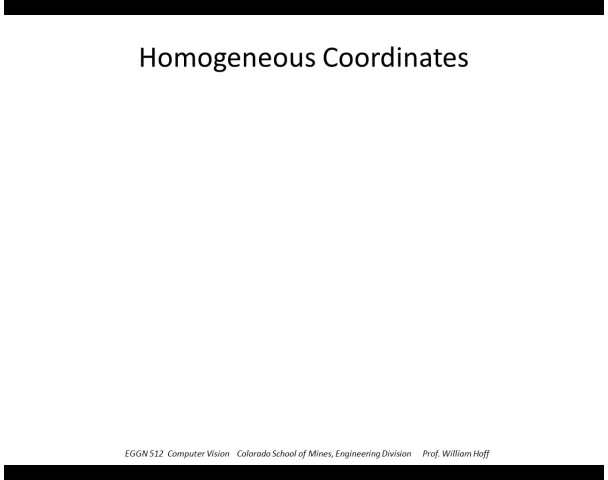 Homogeneous Coordinates
EGGN 512 Computer Vision Colorado School of Mines, Engineering Division Prof. William Hoff